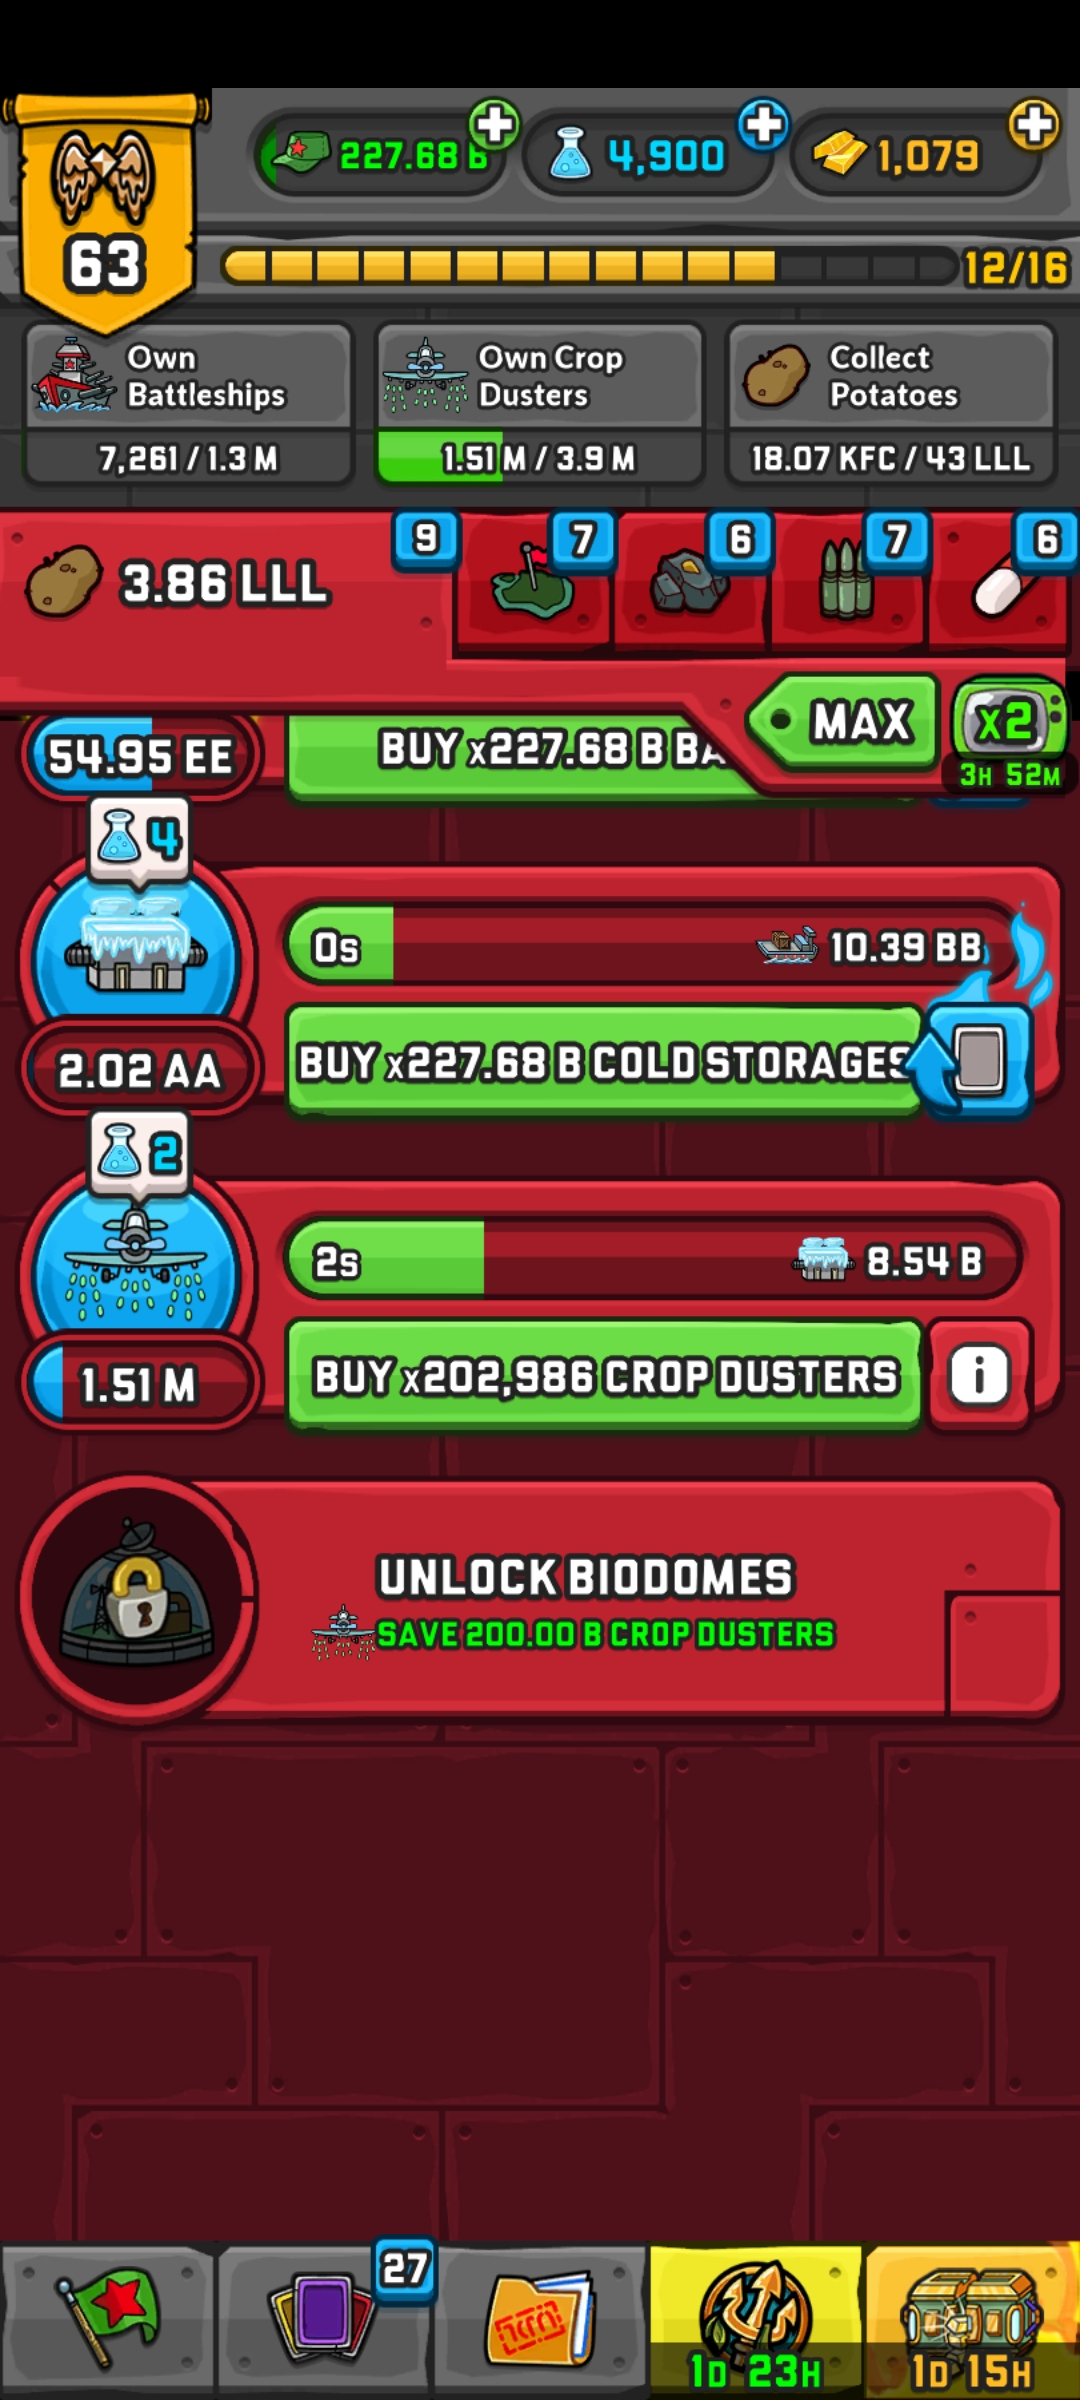 63
227.68 B
4,900
1,079
12/16
Own
Battleships
7,261 / 1.3 M
Own Crop
Dusters
1.51 M / 3.9 M
Collect
Potatoes
18.07 KFC / 43 LLL
3.86 LLL
9
7
6
7
6
MAX
x2
3H 52M
54.95 EE
BUY x227.68 B BA
4
0s
10.39 BB
2.02 AA
BUY x227.68 B COLD STORAGES
2
2s
8.54 B
1.51 M
BUY x202,986 CROP DUSTERS
i
UNLOCK BIODOMES
SAVE 200.00 B CROP DUSTERS
27
1D 23H
1D 15H